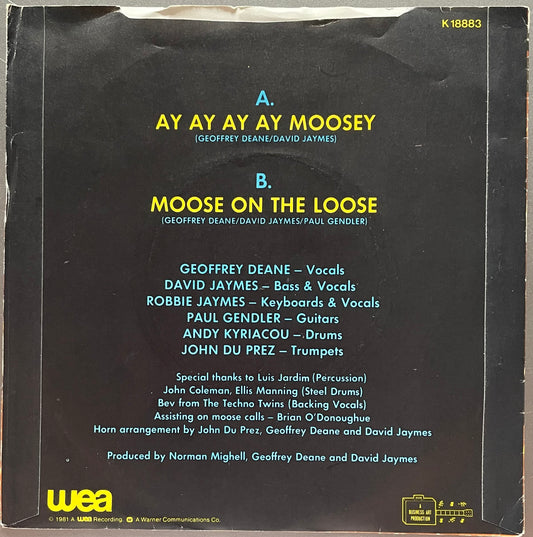 K 18883
A.
AY AY AY AY MOOSEY
(GEOFFREY DEANE/DAVID JAYMES)
B.
MOOSE ON THE LOOSE
(GEOFFREY DEANE/DAVID JAYMES/PAUL GENDLER)
GEOFFREY DEANE – Vocals
DAVID JAYMES – Bass & Vocals
ROBBIE JAYMES – Keyboards & Vocals
PAUL GENDLER – Guitars
ANDY KYRIACOU – Drums
JOHN DU PREZ – Trumpets
Special thanks to Luis Jardim (Percussion)
John Coleman, Ellis Manning (Steel Drums)
Bev from The Techno Twins (Backing Vocals)
Assisting on moose calls – Brian O'Donoughue
Horn arrangement by John Du Prez, Geoffrey Deane and David Jaymes
Produced by Norman Mighell, Geoffrey Deane and David Jaymes
wea
© 1981 A wea Recording. A Warner Communications Co.
A
BUSINESS ART
PRODUCTION